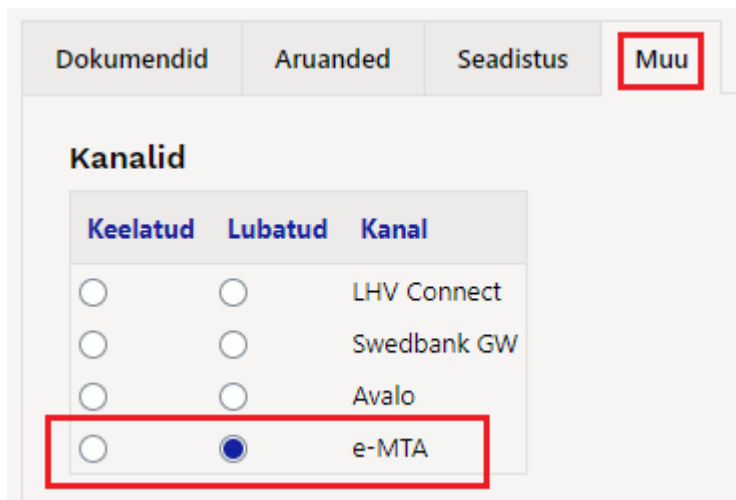 Dokumendid Aruanded Seadistus Muu
Kanalid
Keelatud Lubatud Kanal
LHV Connect
Swedbank GW
Avalo
e-MTA